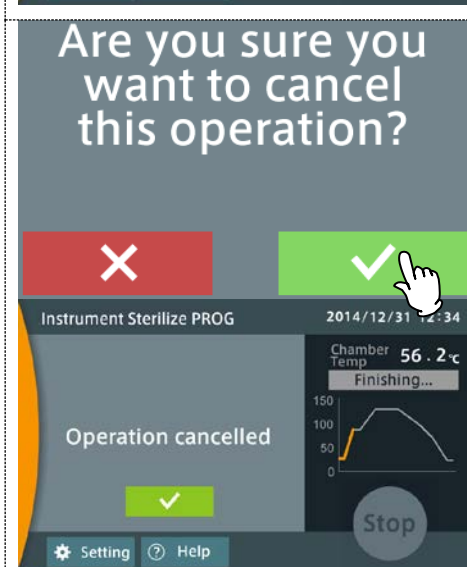 Are you sure you
want to cancel
this operation?
Instrument Sterilize PROG
2014/12/31 12:34
Chamber
Temp
56.2℃
Finishing...
150
100
50
0
Operation cancelled
Stop
Setting
Help